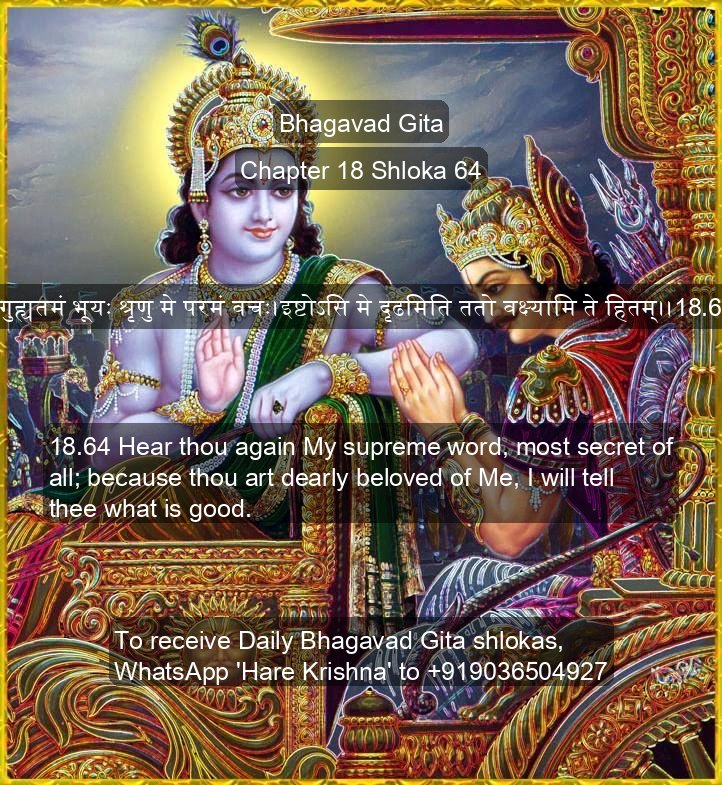 Bhagavad Gita
Chapter 18 Shloka 64
गुह्यतमं भूयः श्रृणु मे परमं वचः।इष्टोऽसि मे दृढमिति ततो वक्ष्यामि ते हितम्।।18.6
18.64 Hear thou again My supreme word, most secret of
all; because thou art dearly beloved of Me, I will tell
thee what is good.
To receive Daily Bhagavad Gita shlokas,
WhatsApp 'Hare Krishna' to +919036504927